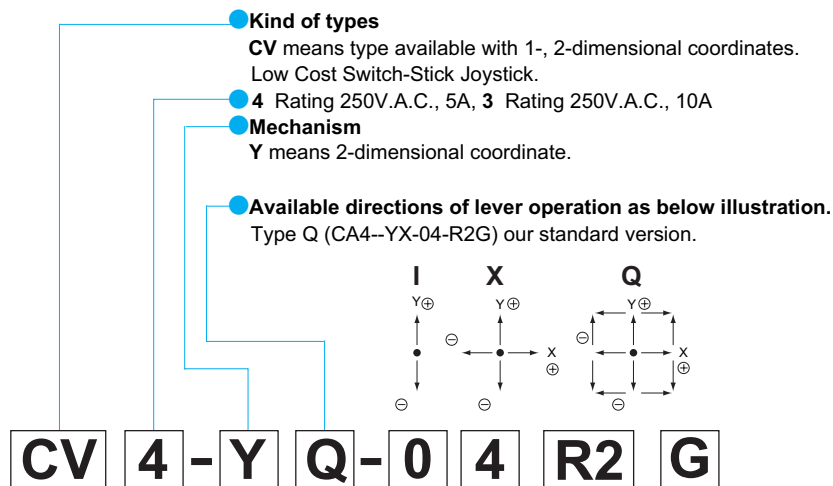 Kind of types
CV means type available with 1-, 2-dimensional coordinates.
Low Cost Switch-Stick Joystick.
4 Rating 250V.A.C., 5A, 3 Rating 250V.A.C., 10A
Mechanism
Y means 2-dimensional coordinate.
Available directions of lever operation as below illustration.
Type Q (CA4--YX-04-R2G) our standard version.
I X Q
Y⊕ Y⊕ Y⊕
⊖ ⊖
X X
⊕ ⊕
⊖ ⊖ ⊖
CV 4 - Y Q - 0 4 R2 G